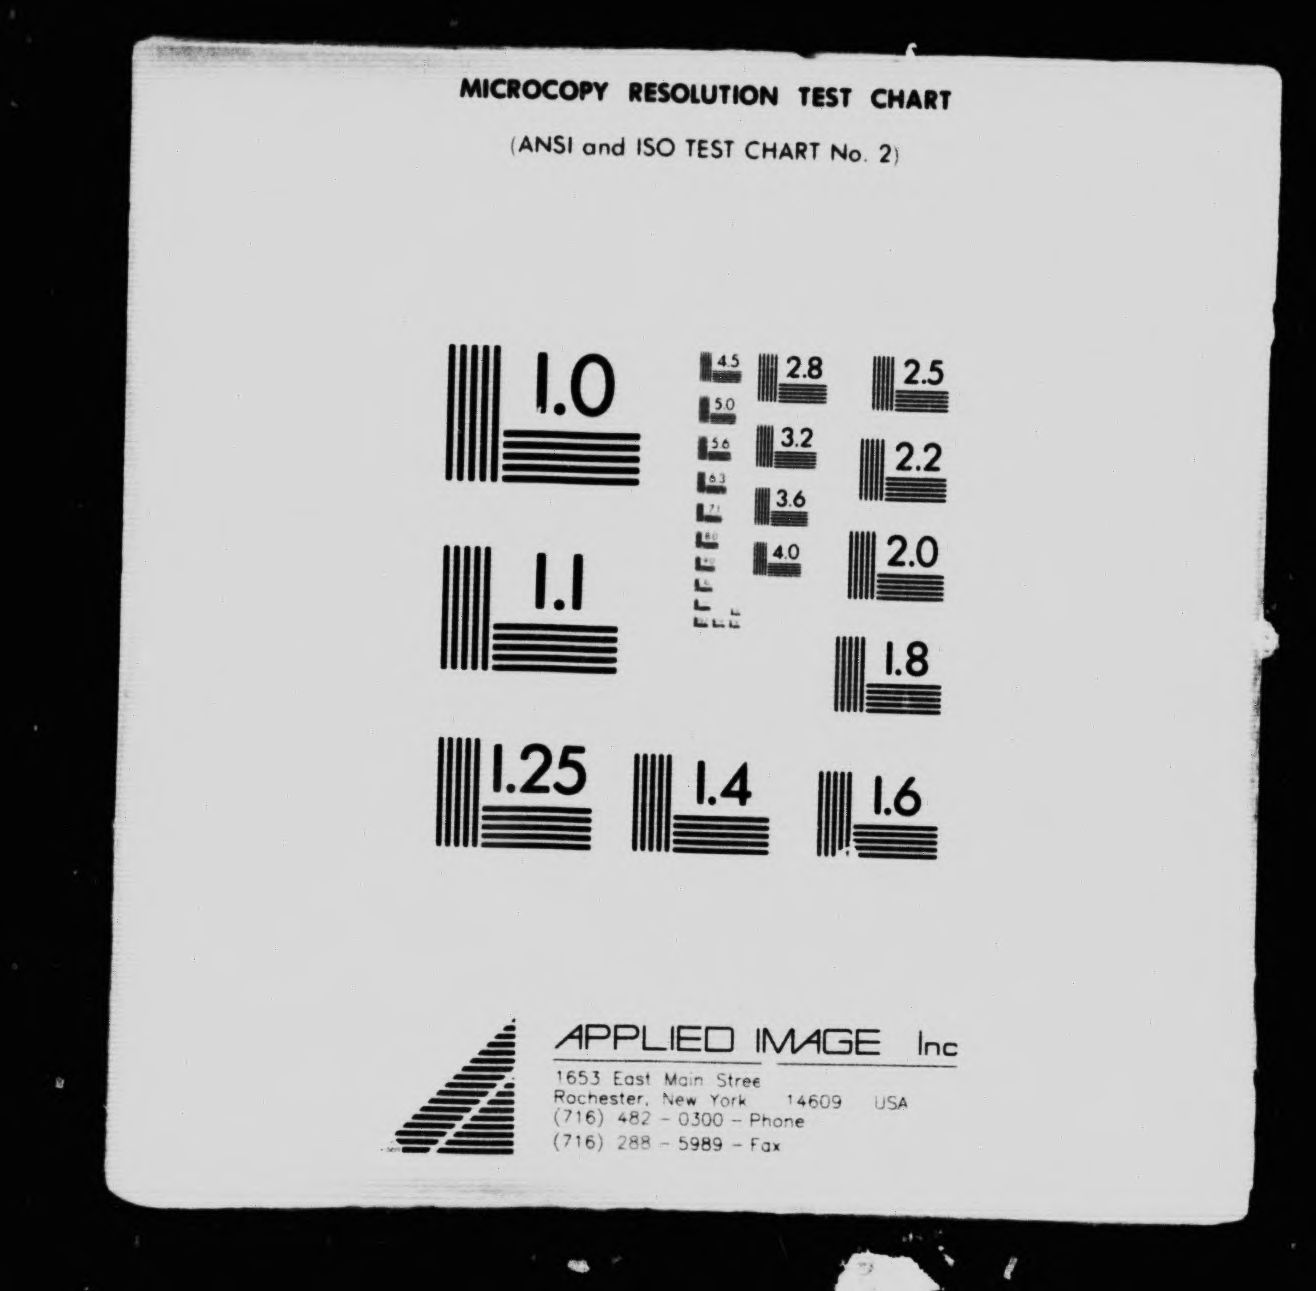 MICROCOPY RESOLUTION TEST CHART
(ANSI and ISO TEST CHART No. 2)
1.0
1.1
1.25
1.4
1.6
1.8
2.0
2.2
2.5
2.8
3.2
3.6
4.0
4.5
5.0
5.6
6.3
7.1
8.0
APPLIED IMAGE Inc
1653 East Main Stree
Rochester, New York 14609 USA
(716) 482 - 0300 - Phone
(716) 288 - 5989 - Fax